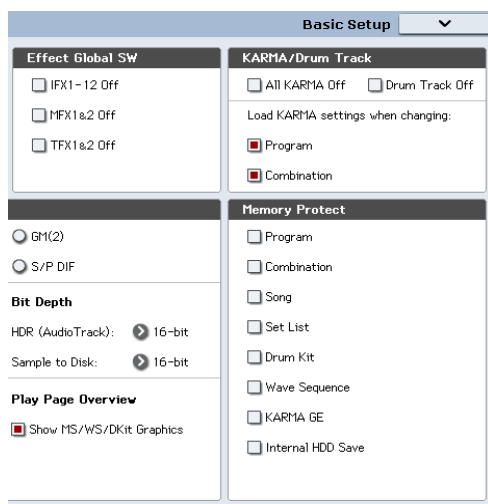 Basic Setup
Effect Global SW
IFX1-12 Off
MFX1&2 Off
TFX1&2 Off
KARMA/Drum Track
All KARMA Off
Drum Track Off
Load KARMA settings when changing:
Program
Combination
GM(2)
S/P DIF
Bit Depth
HDR (AudioTrack): 16-bit
Sample to Disk: 16-bit
Play Page Overview
Show MS/WS/DKit Graphics
Memory Protect
Program
Combination
Song
Set List
Drum Kit
Wave Sequence
KARMA GE
Internal HDD Save